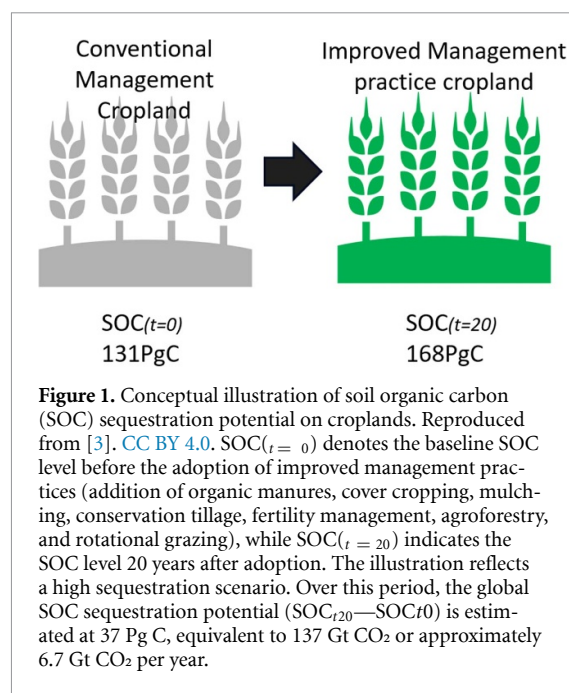 Conventional
Management
Cropland
Improved Management
practice cropland
SOC(t=0)
131PgC
SOC(t=20)
168PgC
Figure 1. Conceptual illustration of soil organic carbon
(SOC) sequestration potential on croplands. Reproduced
from [3]. CC BY 4.0. SOC(t = 0) denotes the baseline SOC
level before the adoption of improved management prac-
tices (addition of organic manures, cover cropping, mulch-
ing, conservation tillage, fertility management, agroforestry,
and rotational grazing), while SOC(t = 20) indicates the
SOC level 20 years after adoption. The illustration reflects
a high sequestration scenario. Over this period, the global
SOC sequestration potential (SOCt20—SOCt0) is estim-
ated at 37 Pg C, equivalent to 137 Gt CO₂ or approximately
6.7 Gt CO₂ per year.